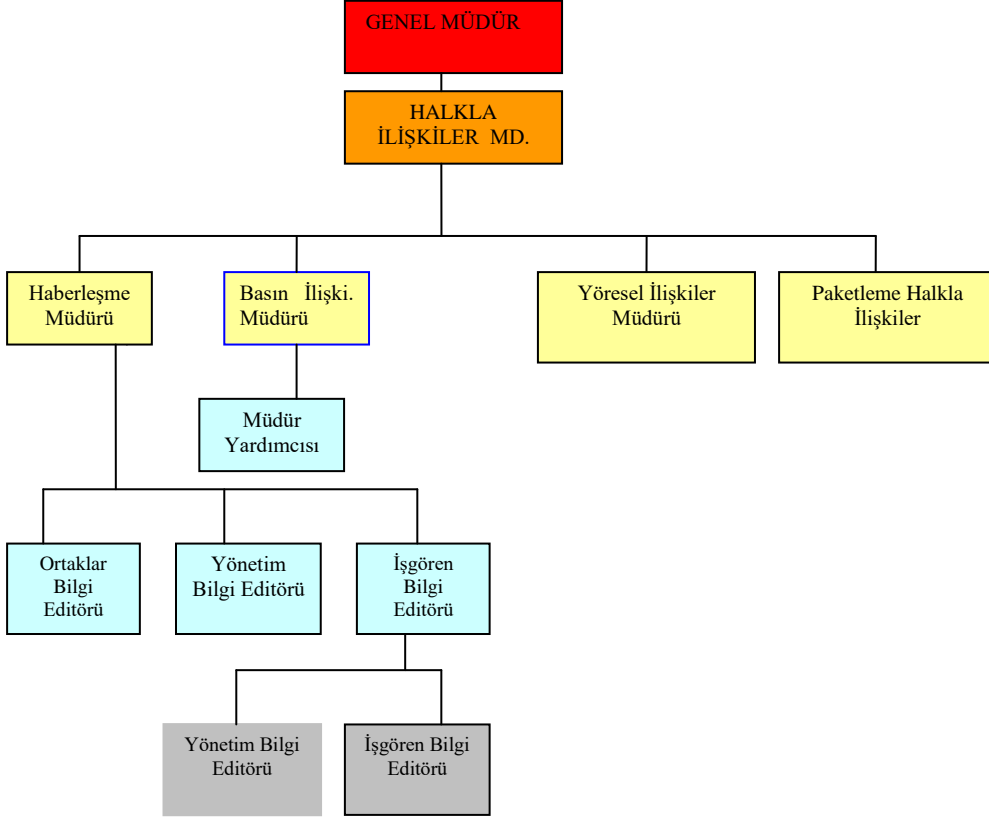 GENEL MÜDÜR
HALKLA
İLİŞKİLER MD.
Haberleşme
Müdürü
Basın İlişki.
Müdürü
Yöresel İlişkiler
Müdürü
Paketleme Halkla
İlişkiler
Müdür
Yardımcısı
Ortaklar
Bilgi
Editörü
Yönetim
Bilgi Editörü
İşgören
Bilgi
Editörü
Yönetim Bilgi
Editörü
İşgören Bilgi
Editörü